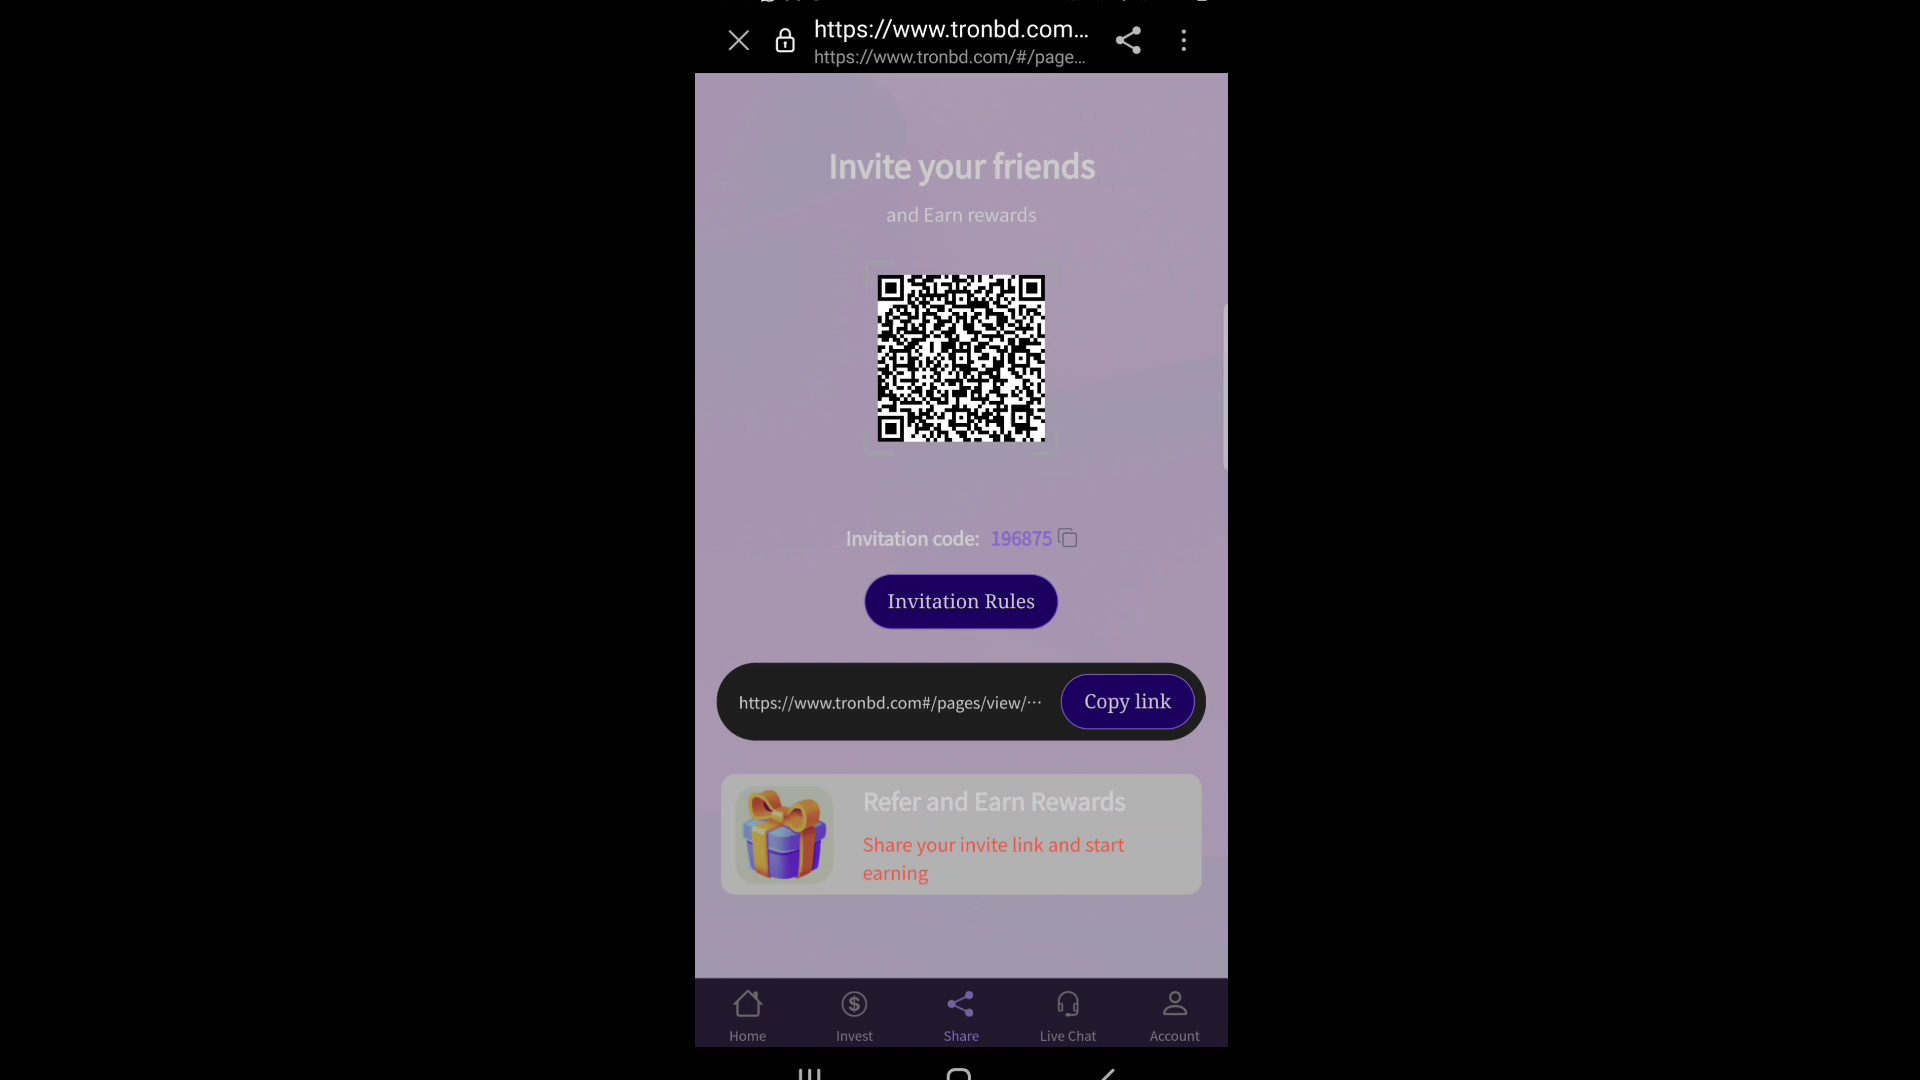 https://www.tronbd.com...
https://www.tronbd.com/#/page...
Invite your friends
and Earn rewards
Invitation code: 196875
Invitation Rules
https://www.tronbd.com#/pages/view/···
Copy link
Refer and Earn Rewards
Share your invite link and start
earning
Home
Invest
Share
Live Chat
Account